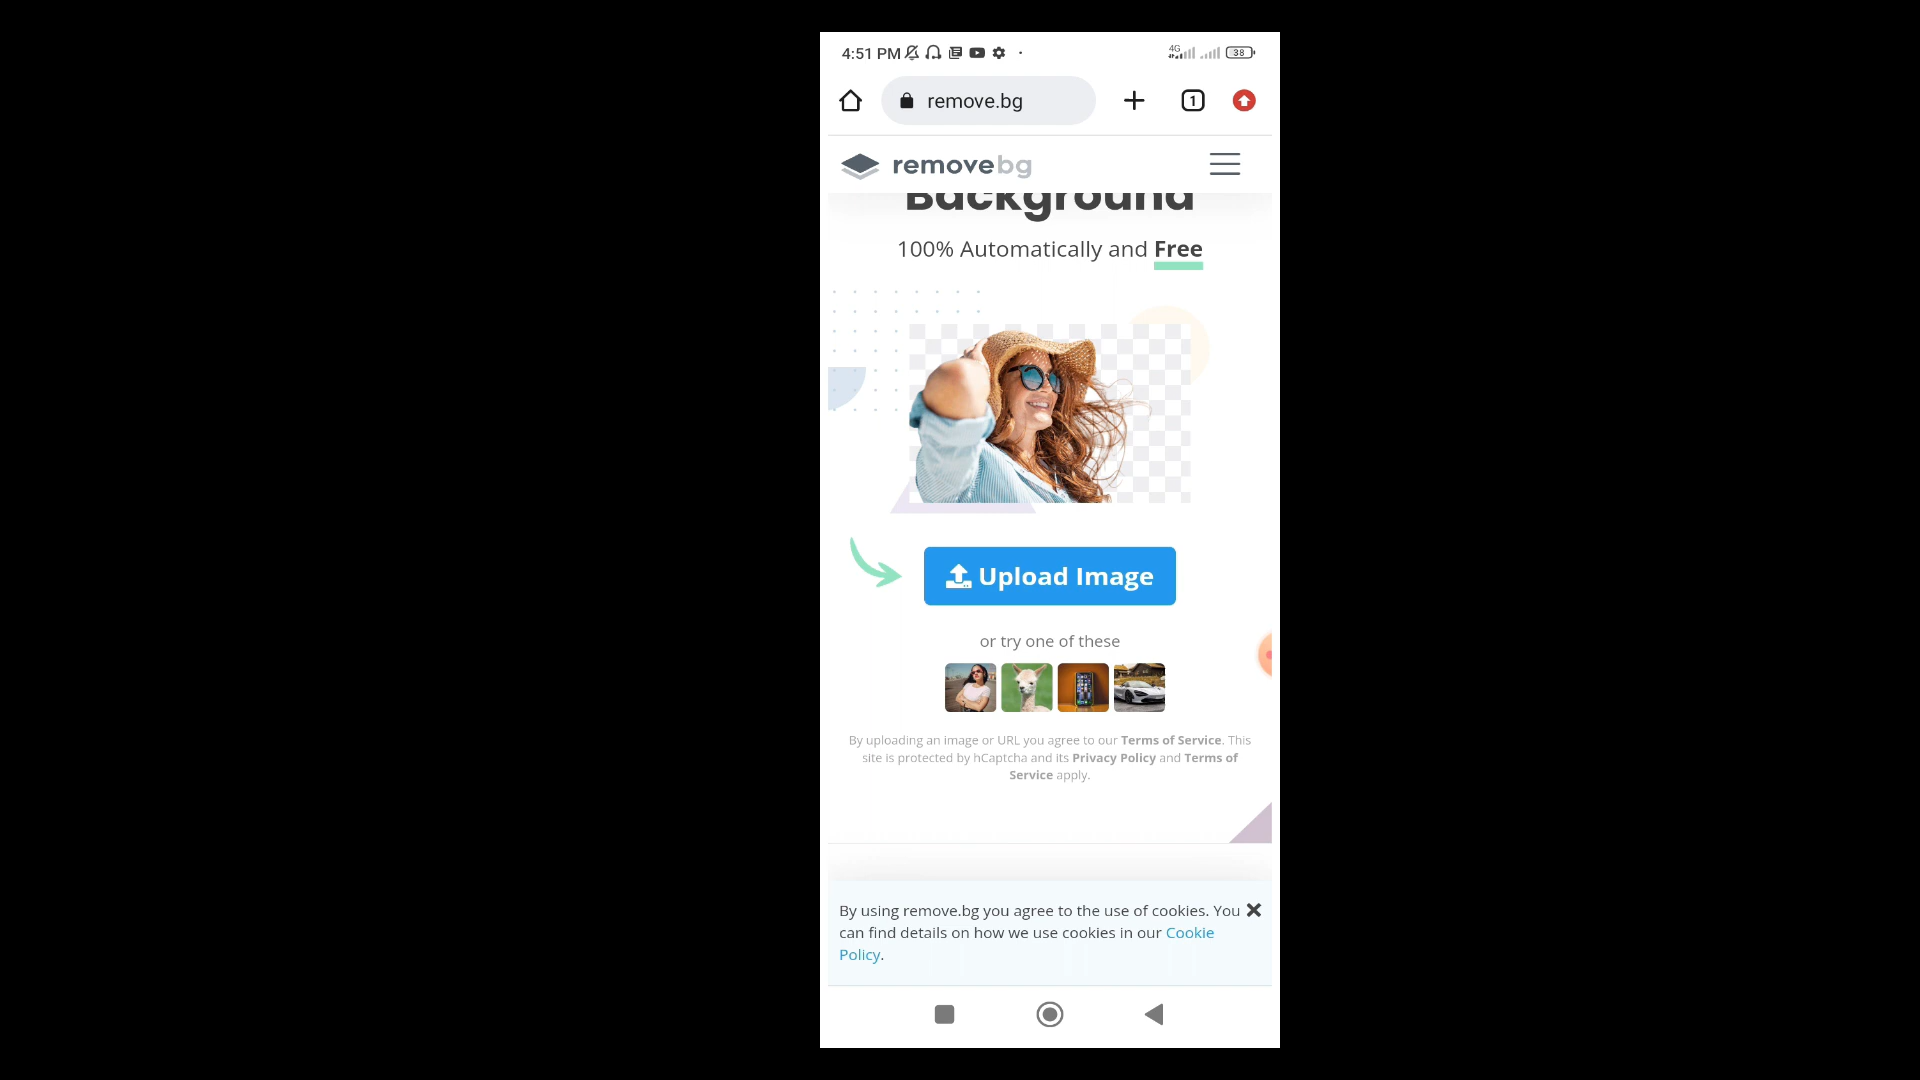 4:51 PM
4G
38
remove.bg
1
removebg
Background
100% Automatically and Free
Upload Image
or try one of these
By uploading an image or URL you agree to our Terms of Service. This
site is protected by hCaptcha and its Privacy Policy and Terms of
Service apply.
By using remove.bg you agree to the use of cookies. You
can find details on how we use cookies in our Cookie
Policy.